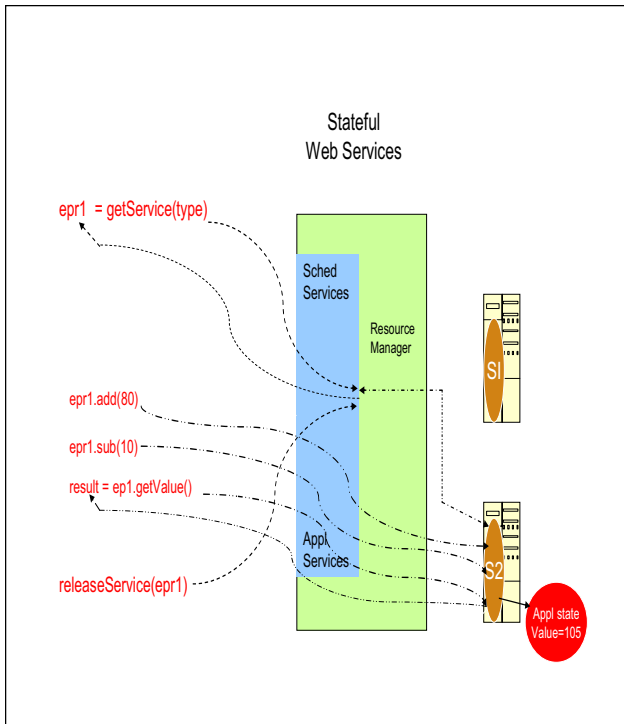 Stateful
Web Services
epr1 = getService(type)
Sched
Services
Resource
Manager
S1
epr1.add(80)
epr1.sub(10)
result = ep1.getValue()
Appl
Services
releaseService(epr1)
S2
Appl state
Value=105